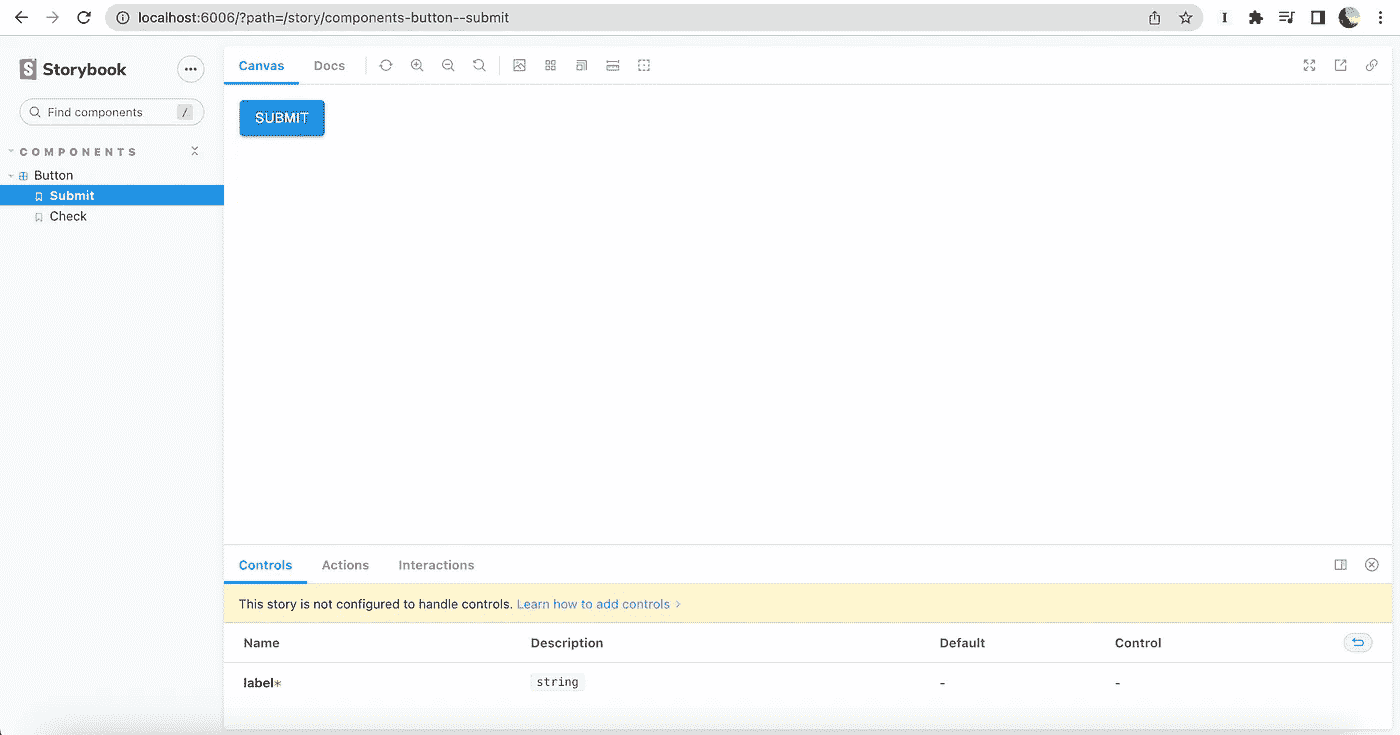 localhost:6006/?path=/story/components-button--submit
Storybook
Canvas Docs
Find components /
SUBMIT
COMPONENTS
Button
Submit
Check
Controls Actions Interactions
This story is not configured to handle controls. Learn how to add controls
Name Description Default Control
label* string - -